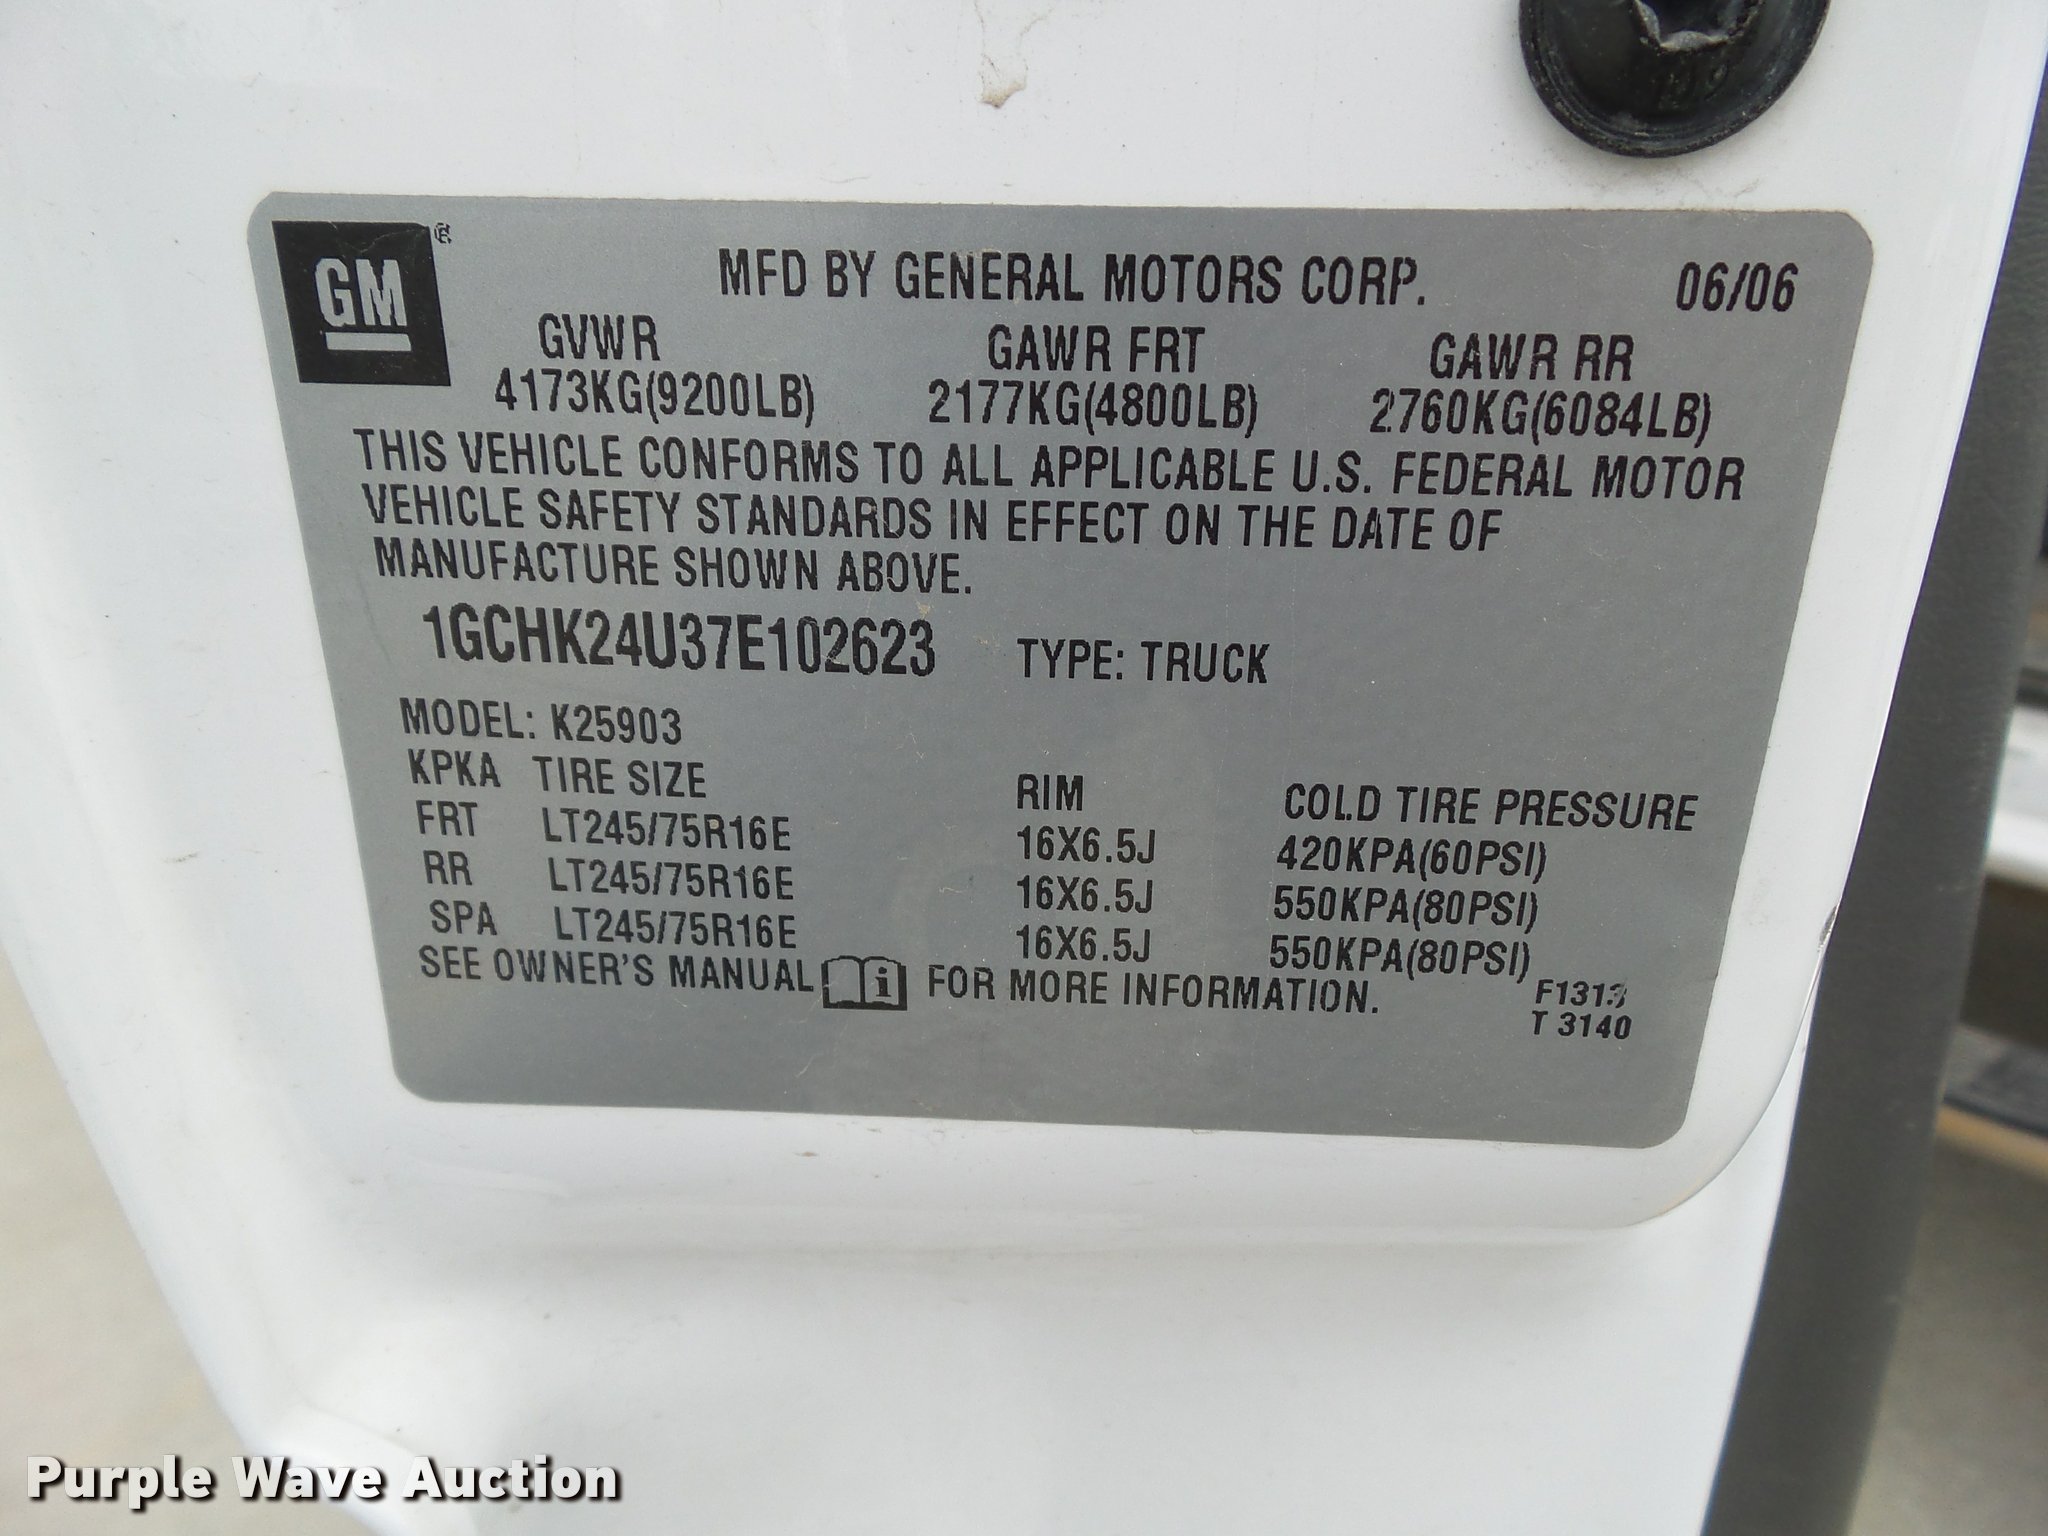 GM ®
MFD BY GENERAL MOTORS CORP. 06/06
GVWR GAWR FRT GAWR RR
4173KG(9200LB) 2177KG(4800LB) 2760KG(6084LB)
THIS VEHICLE CONFORMS TO ALL APPLICABLE U.S. FEDERAL MOTOR
VEHICLE SAFETY STANDARDS IN EFFECT ON THE DATE OF
MANUFACTURE SHOWN ABOVE.
1GCHK24U37E102623 TYPE: TRUCK
MODEL: K25903
KPKA TIRE SIZE RIM COLD TIRE PRESSURE
FRT LT245/75R16E 16X6.5J 420KPA(60PSI)
RR LT245/75R16E 16X6.5J 550KPA(80PSI)
SPA LT245/75R16E 16X6.5J 550KPA(80PSI)
SEE OWNER'S MANUAL i FOR MORE INFORMATION.
F1313
T 3140
Purple Wave Auction